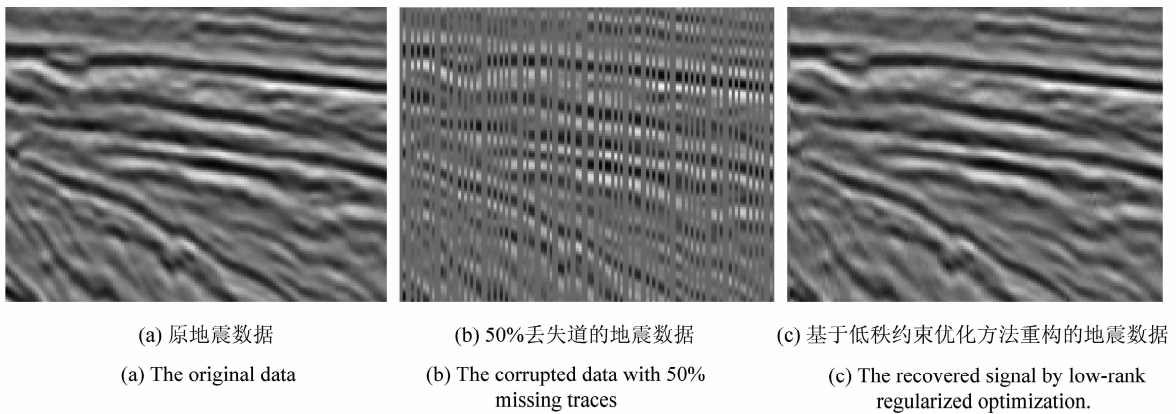 (a) 原地震数据
(b) 50%丢失道的地震数据
(c) 基于低秩约束优化方法重构的地震数据
(a) The original data
(b) The corrupted data with 50%
missing traces
(c) The recovered signal by low-rank
regularized optimization.